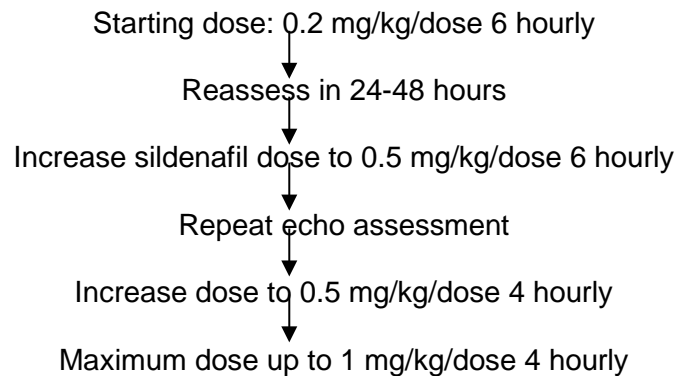 Starting dose: 0.2 mg/kg/dose 6 hourly
Reassess in 24-48 hours
Increase sildenafil dose to 0.5 mg/kg/dose 6 hourly
Repeat echo assessment
Increase dose to 0.5 mg/kg/dose 4 hourly
Maximum dose up to 1 mg/kg/dose 4 hourly